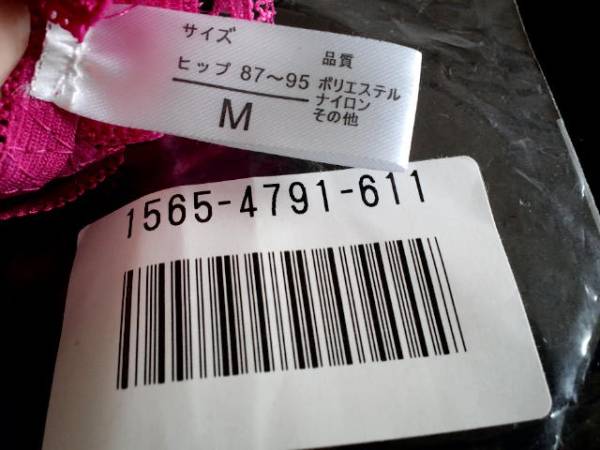 サイズ
ヒップ 87〜95
M
品質
ポリエステル
ナイロン
その他
1565-4791-611